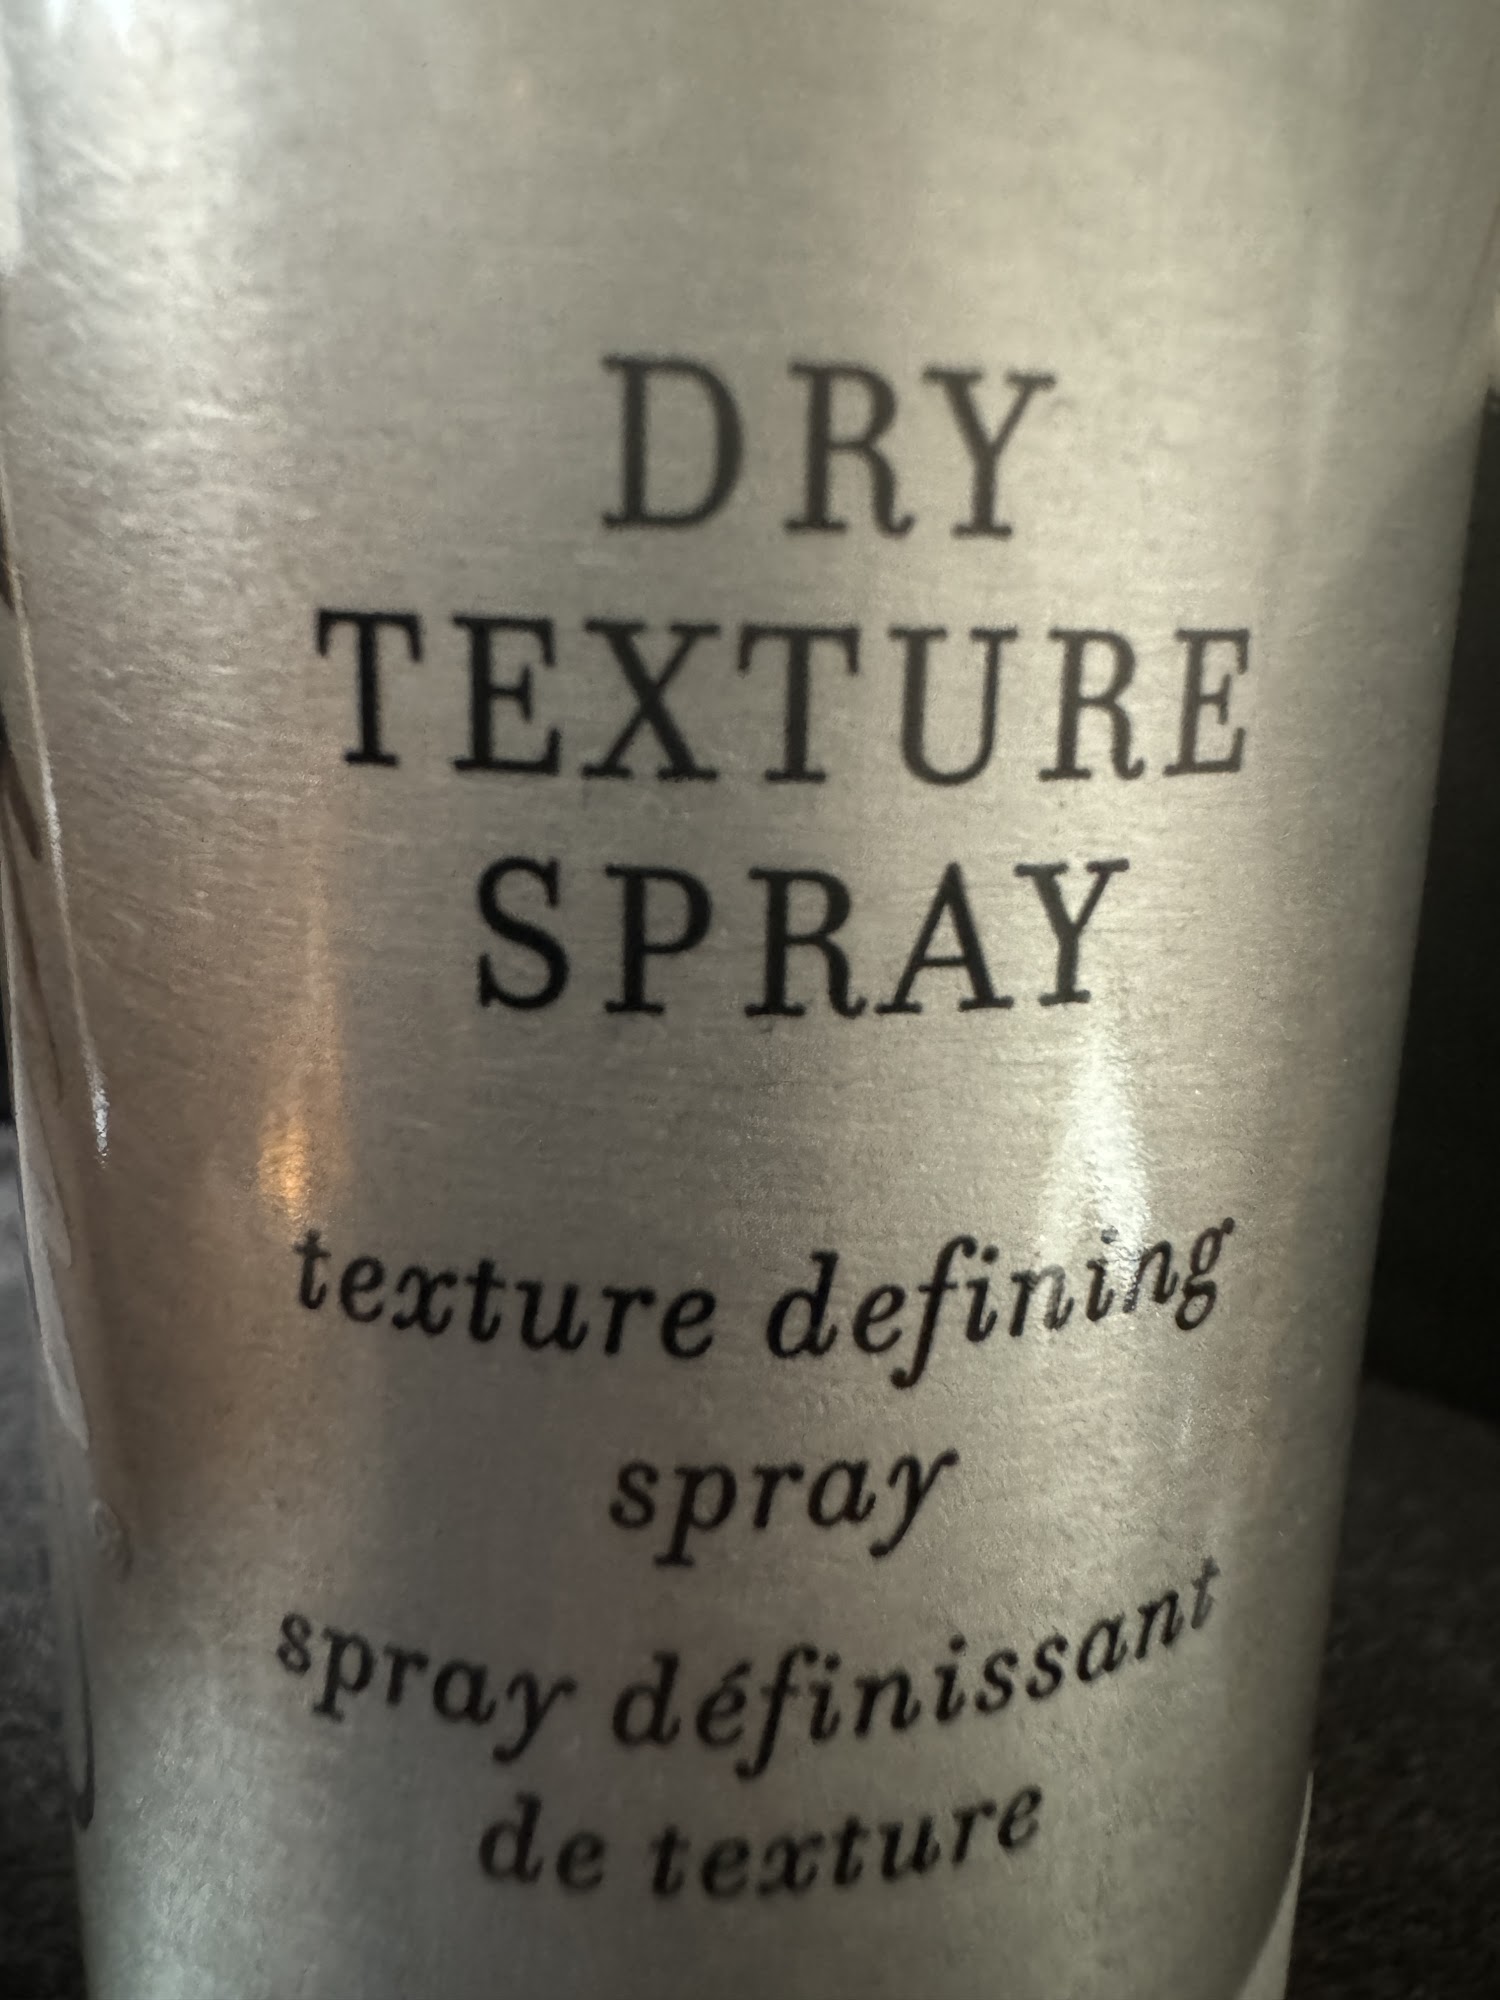 DRY
TEXTURE
SPRAY
texture defining
spray
spray définissant
de texture